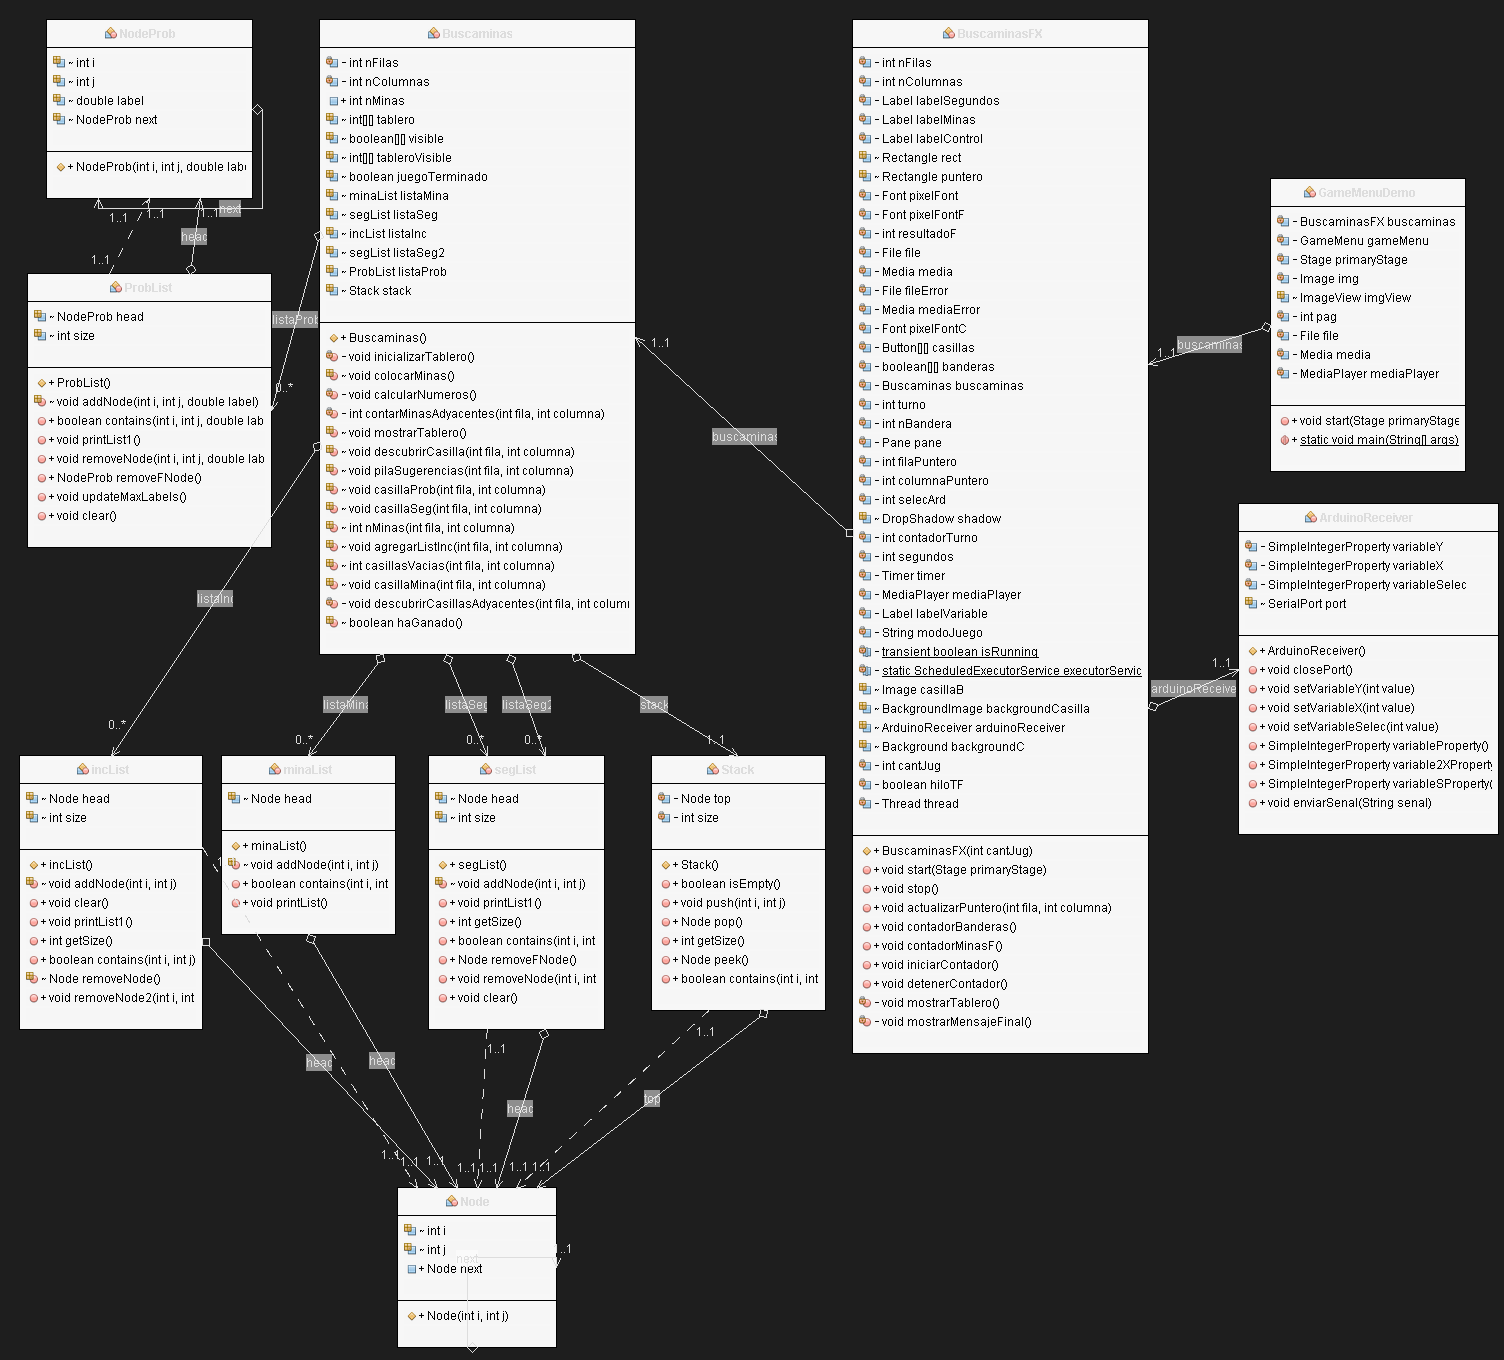 NodeProb
~ int i
~ int j
~ double label
~ NodeProb next
+ NodeProb(int i, int j, double labe
1..1
1..1
1..1
next
head
1..1
ProbList
~ NodeProb head
~ int size
+ ProbList()
~ void addNode(int i, int j, double label)
+ boolean contains(int i, int j, double lab
+ void printList1()
+ void removeNode(int i, int j, double lab
+ NodeProb removeFNode()
+ void updateMaxLabels()
+ void clear()
Buscaminas
- int nFilas
- int nColumnas
+ int nMinas
~ int[][] tablero
~ boolean[][] visible
~ int[][] tableroVisible
~ boolean juegoTerminado
~ minaList listaMina
~ segList listaSeg
~ incList listaInc
~ segList listaSeg2
~ ProbList listaProb
~ Stack stack
+ Buscaminas()
- void inicializarTablero()
~ void colocarMinas()
- void calcularNumeros()
- int contarMinasAdyacentes(int fila, int columna)
~ void mostrarTablero()
~ void descubrirCasilla(int fila, int columna)
~ void pilaSugerencias(int fila, int columna)
~ void casillaProb(int fila, int columna)
~ void casillaSeg(int fila, int columna)
~ int nMinas(int fila, int columna)
~ void agregarListInc(int fila, int columna)
~ int casillasVacias(int fila, int columna)
~ void casillaMina(int fila, int columna)
- void descubrirCasillasAdyacentes(int fila, int column
~ boolean haGanado()
listaProb
0..*
listaInc
0..*
listaMina
0..*
listaSeg
0..*
listaSeg2
0..*
stack
1..1
buscaminas
1..1
BuscaminasFX
- int nFilas
- int nColumnas
- Label labelSegundos
- Label labelMinas
- Label labelControl
~ Rectangle rect
~ Rectangle puntero
- Font pixelFont
- Font pixelFontF
- int resultadoF
- File file
- Media media
- File fileError
- Media mediaError
- Font pixelFontC
- Button[][] casillas
- boolean[][] banderas
- Buscaminas buscaminas
- int turno
- int nBandera
- Pane pane
- int filaPuntero
- int columnaPuntero
- int selecArd
~ DropShadow shadow
- int contadorTurno
- int segundos
- Timer timer
- MediaPlayer mediaPlayer
- Label labelVariable
- String modoJuego
- transient boolean isRunning
- static ScheduledExecutorService executorServic
~ Image casillaB
~ BackgroundImage backgroundCasilla
~ ArduinoReceiver arduinoReceiver
~ Background backgroundC
- int cantJug
- boolean hiloTF
- Thread thread
+ BuscaminasFX(int cantJug)
+ void start(Stage primaryStage)
+ void stop()
+ void actualizarPuntero(int fila, int columna)
+ void contadorBanderas()
+ void contadorMinasF()
+ void iniciarContador()
+ void detenerContador()
- void mostrarTablero()
- void mostrarMensajeFinal()
GameMenuDemo
- BuscaminasFX buscaminas
- GameMenu gameMenu
- Stage primaryStage
- Image img
~ ImageView imgView
- int pag
- File file
- Media media
- MediaPlayer mediaPlayer
+ void start(Stage primaryStage
+ static void main(String[] args)
buscaminas
1..1
ArduinoReceiver
- SimpleIntegerProperty variableY
- SimpleIntegerProperty variableX
- SimpleIntegerProperty variableSelec
~ SerialPort port
+ ArduinoReceiver()
+ void closePort()
+ void setVariableY(int value)
+ void setVariableX(int value)
+ void setVariableSelec(int value)
+ SimpleIntegerProperty variableProperty()
+ SimpleIntegerProperty variable2XProperty
+ SimpleIntegerProperty variableSProperty(
+ void enviarSenal(String senal)
arduinoReceive
1..1
incList
~ Node head
~ int size
+ incList()
~ void addNode(int i, int j)
+ void clear()
+ void printList1()
+ int getSize()
+ boolean contains(int i, int j)
~ Node removeNode()
+ void removeNode2(int i, int
minaList
~ Node head
+ minaList()
~ void addNode(int i, int j)
+ boolean contains(int i, int
+ void printList()
segList
~ Node head
~ int size
+ segList()
~ void addNode(int i, int j)
+ void printList1()
+ int getSize()
+ boolean contains(int i, int
+ Node removeFNode()
+ void removeNode(int i, int
+ void clear()
Stack
- Node top
- int size
+ Stack()
+ boolean isEmpty()
+ void push(int i, int j)
+ Node pop()
+ int getSize()
+ Node peek()
+ boolean contains(int i, int
1..1
1..1
head
head
head
top
1..1
1..1
1..1
1..1
1..1
1..1
1..1
Node
~ int i
~ int j
+ Node next
+ Node(int i, int j)
next
1..1